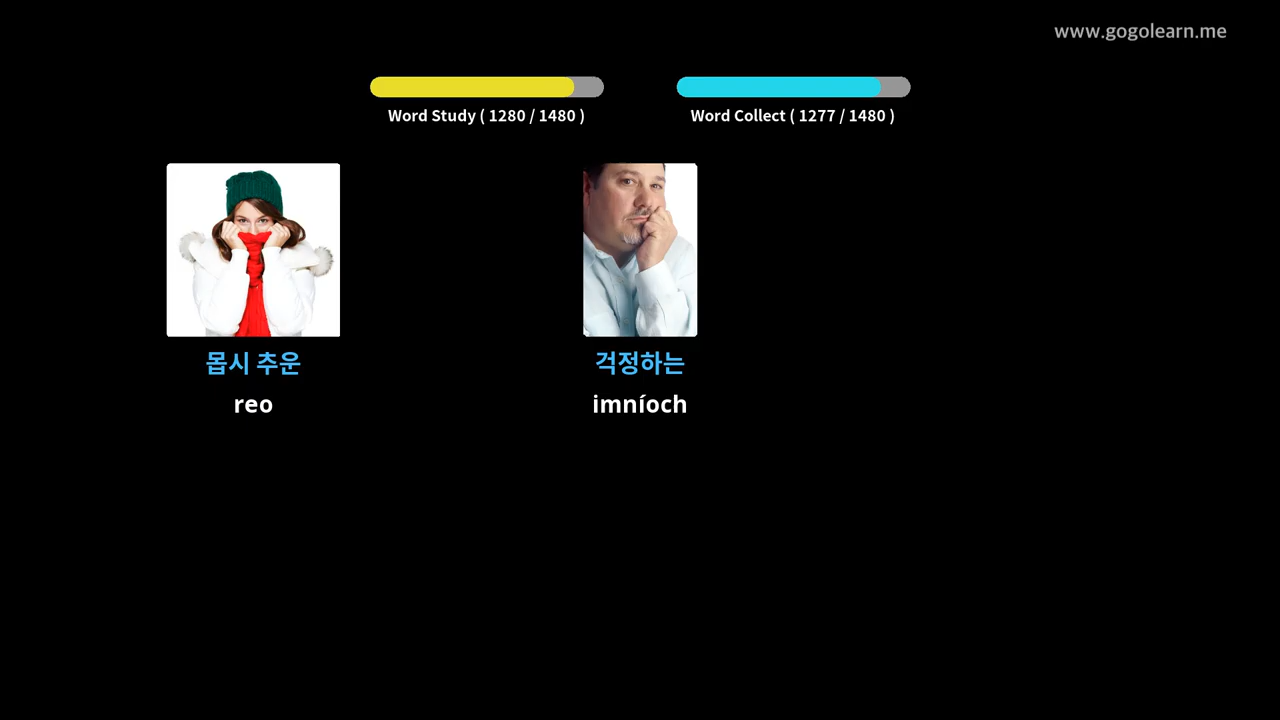 www.gogolearn.me
Word Study ( 1280 / 1480 )
Word Collect ( 1277 / 1480 )
몹시 추운
reo
걱정하는
imníoch